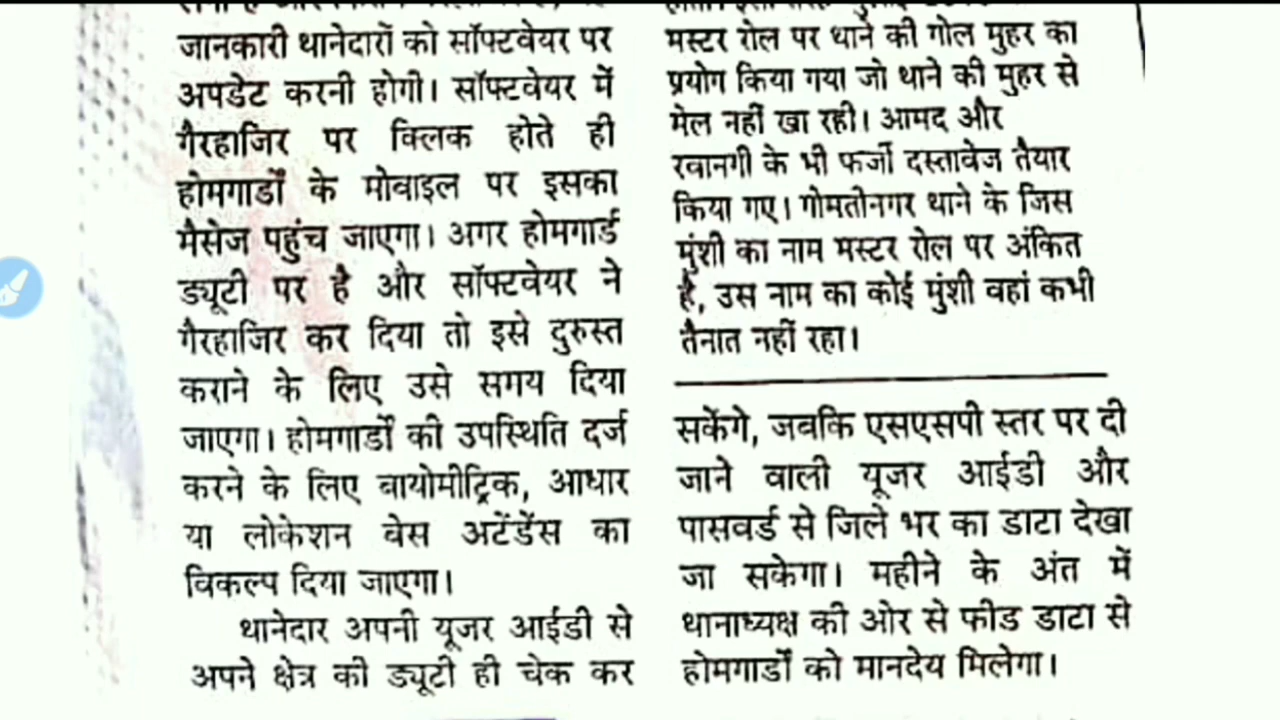 जानकारी थानेदारों को सॉफ्टवेयर पर
अपडेट करनी होगी। सॉफ्टवेयर में
गैरहाजिर पर क्लिक होते ही
होमगार्डों के मोबाइल पर इसका
मैसेज पहुंच जाएगा। अगर होमगार्ड
ड्यूटी पर है और सॉफ्टवेयर ने
गैरहाजिर कर दिया तो इसे दुरुस्त
कराने के लिए उसे समय दिया
जाएगा। होमगार्डों की उपस्थिति दर्ज
करने के लिए बायोमीट्रिक, आधार
या लोकेशन बेस अटेंडेंस का
विकल्प दिया जाएगा।
थानेदार अपनी यूजर आईडी से
अपने क्षेत्र की ड्यूटी ही चेक कर
मस्टर रोल पर थाने की गोल मुहर का
प्रयोग किया गया जो थाने की मुहर से
मेल नहीं खा रही। आमद और
रवानगी के भी फर्जी दस्तावेज तैयार
किया गए। गोमतीनगर थाने के जिस
मुंशी का नाम मस्टर रोल पर अंकित
है, उस नाम का कोई मुंशी वहां कभी
तैनात नहीं रहा।
सकेंगे, जबकि एसएसपी स्तर पर दी
जाने वाली यूजर आईडी और
पासवर्ड से जिले भर का डाटा देखा
जा सकेगा। महीने के अंत में
थानाध्यक्ष की ओर से फीड डाटा से
होमगार्डों को मानदेय मिलेगा।